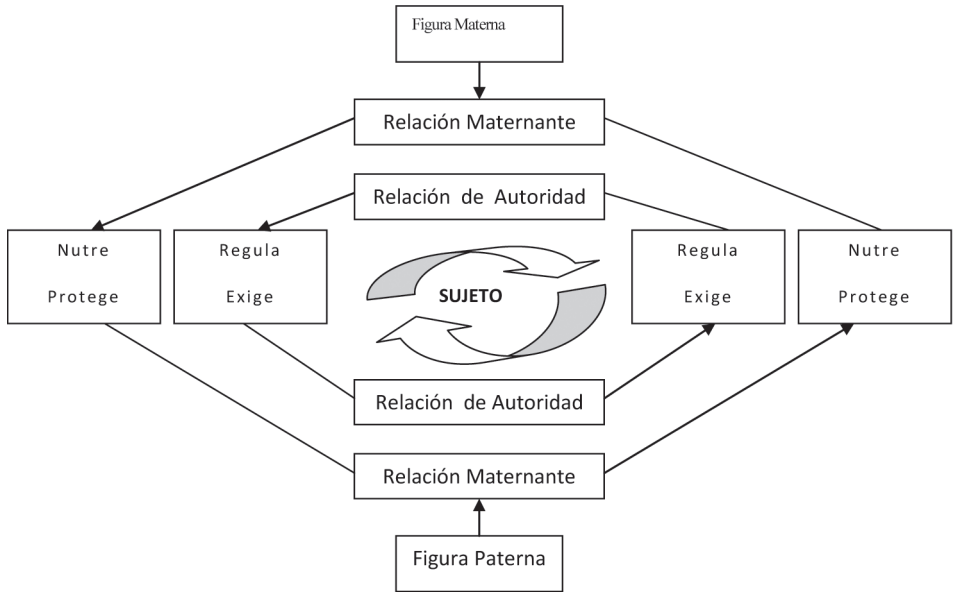 Figura Materna
Relación Maternante
Relación de Autoridad
Nutre
Protege
Regula
Exige
SUJETO
Regula
Exige
Nutre
Protege
Relación de Autoridad
Relación Maternante
Figura Paterna